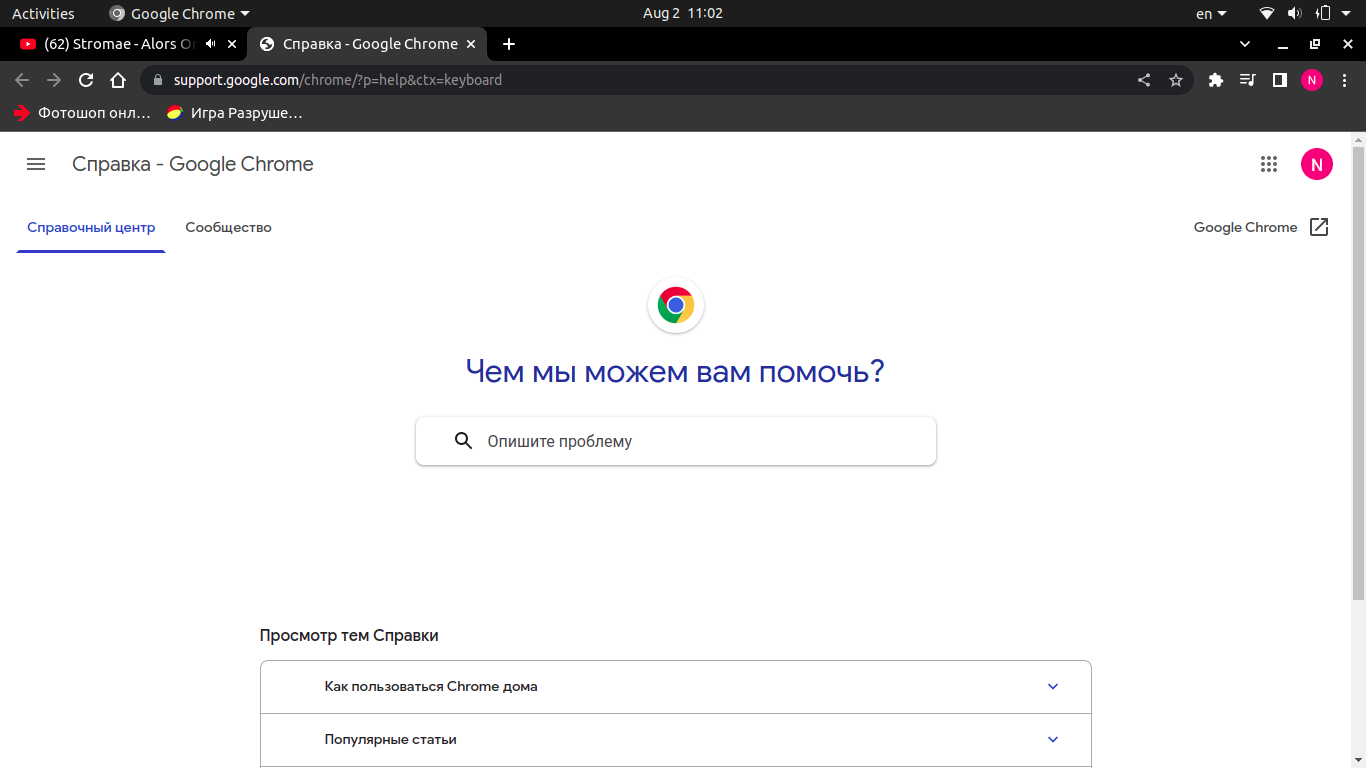 Activities
Google Chrome
Aug 2 11:02
en
(62) Stromae - Alors O
Справка - Google Chrome
support.google.com/chrome/?p=help&ctx=keyboard
N
Фотошоп онл…
Игра Разруше…
Справка - Google Chrome
N
Справочный центр
Сообщество
Google Chrome
Чем мы можем вам помочь?
Опишите проблему
Просмотр тем Справки
Как пользоваться Chrome дома
Популярные статьи